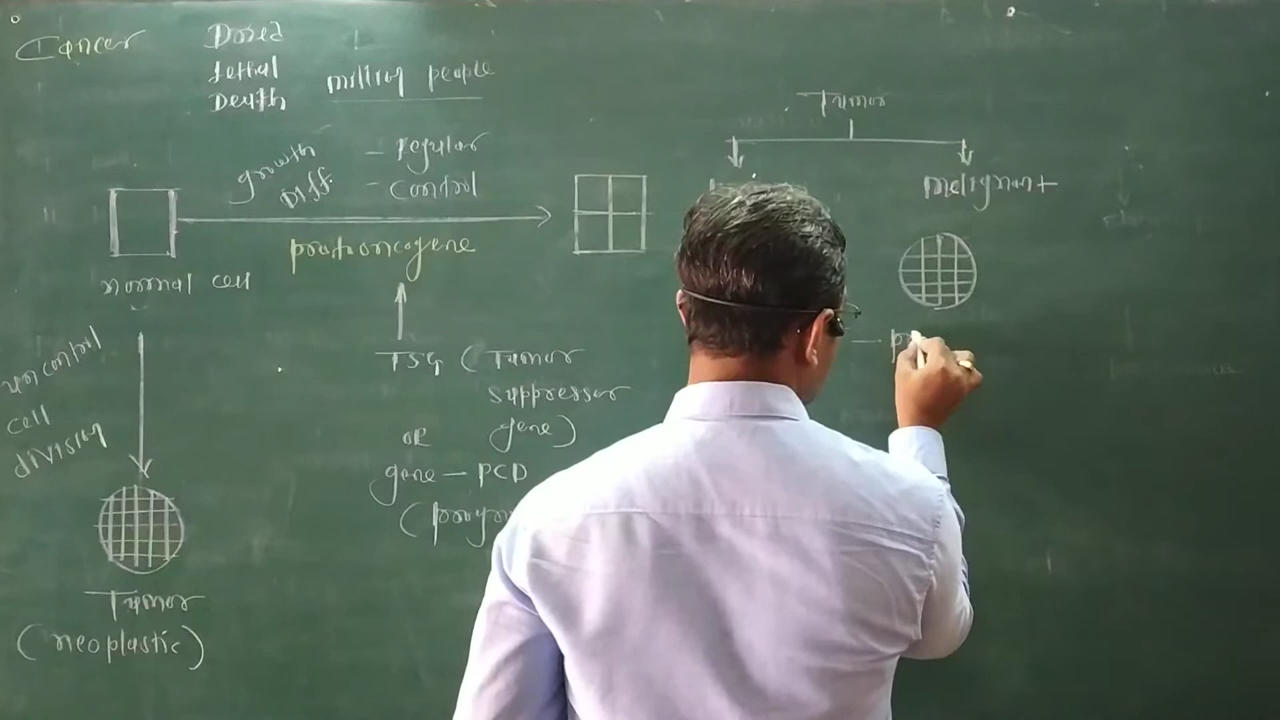 Cancer
Dosed
Lethal
Death
million people
growth
Diff.
- regular
- control
protooncogene
normal cell
TSG (Tumor
suppressor
gene)
OR
gene - PCD
uncontrol
cell
division
Tumor
(neoplastic)
Tumor
malignant